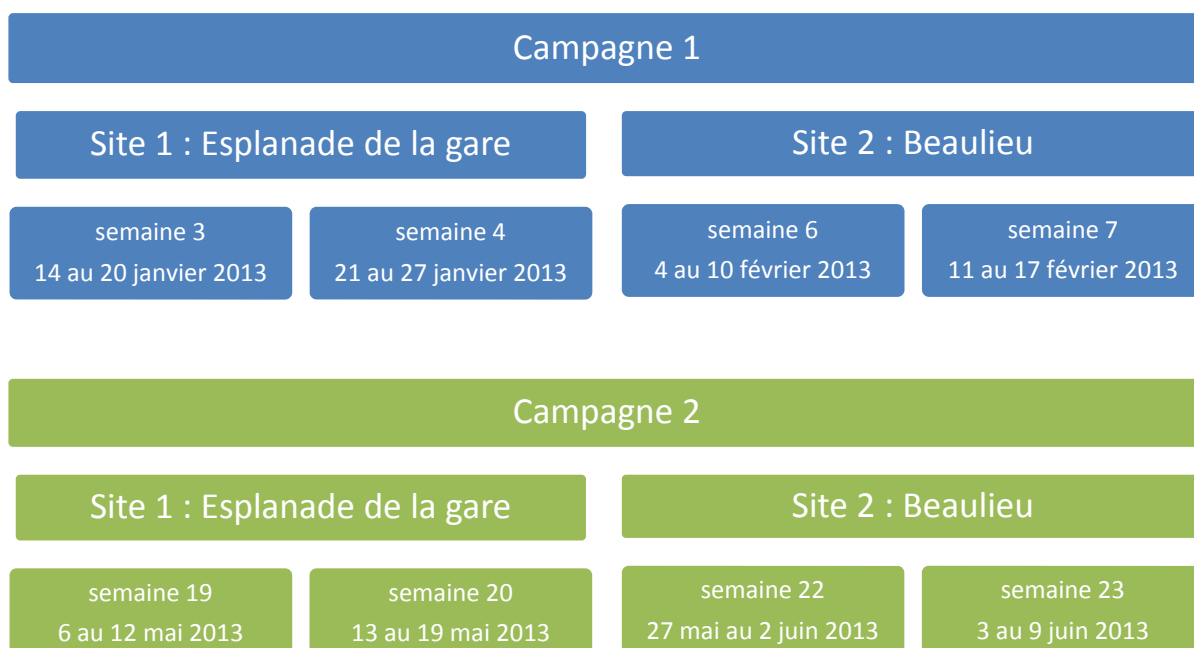 Campagne 1
Site 1 : Esplanade de la gare
Site 2 : Beaulieu
semaine 3
14 au 20 janvier 2013
semaine 4
21 au 27 janvier 2013
semaine 6
4 au 10 février 2013
semaine 7
11 au 17 février 2013
Campagne 2
Site 1 : Esplanade de la gare
Site 2 : Beaulieu
semaine 19
6 au 12 mai 2013
semaine 20
13 au 19 mai 2013
semaine 22
27 mai au 2 juin 2013
semaine 23
3 au 9 juin 2013